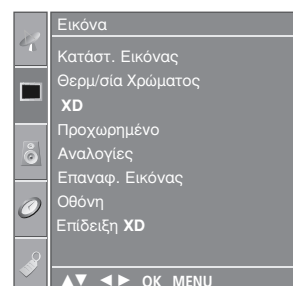 Εικόνα
Κατάστ. Εικόνας
Θερμ/σία Χρώματος
XD
Προχωρημένο
Αναλογίες
Επαναφ. Εικόνας
Οθόνη
Επίδειξη XD
▲▼ ◄► OK MENU